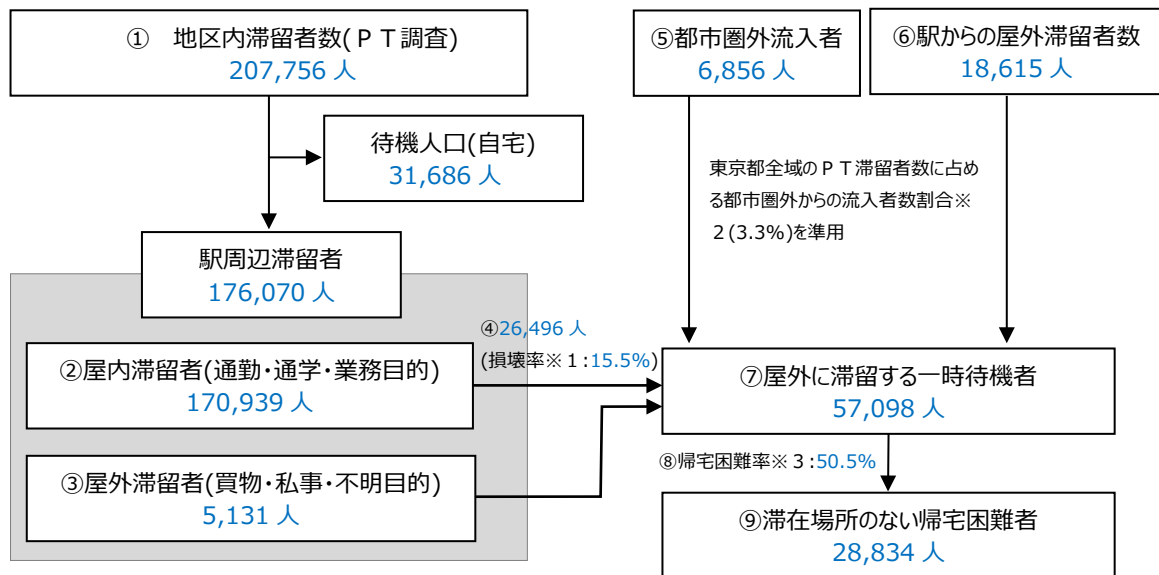 ① 地区内滞留者数(ＰＴ調査)
207,756 人
⑤都市圏外流入者
6,856 人
⑥駅からの屋外滞留者数
18,615 人
待機人口(自宅)
31,686 人
東京都全域のＰＴ滞留者数に占め
る都市圏外からの流入者数割合※
２(3.3%)を準用
駅周辺滞留者
176,070 人
④26,496 人
(損壊率※１:15.5%)
②屋内滞留者(通勤・通学・業務目的)
170,939 人
⑦屋外に滞留する一時待機者
57,098 人
③屋外滞留者(買物・私事・不明目的)
5,131 人
⑧帰宅困難率※３:50.5%
⑨滞在場所のない帰宅困難者
28,834 人